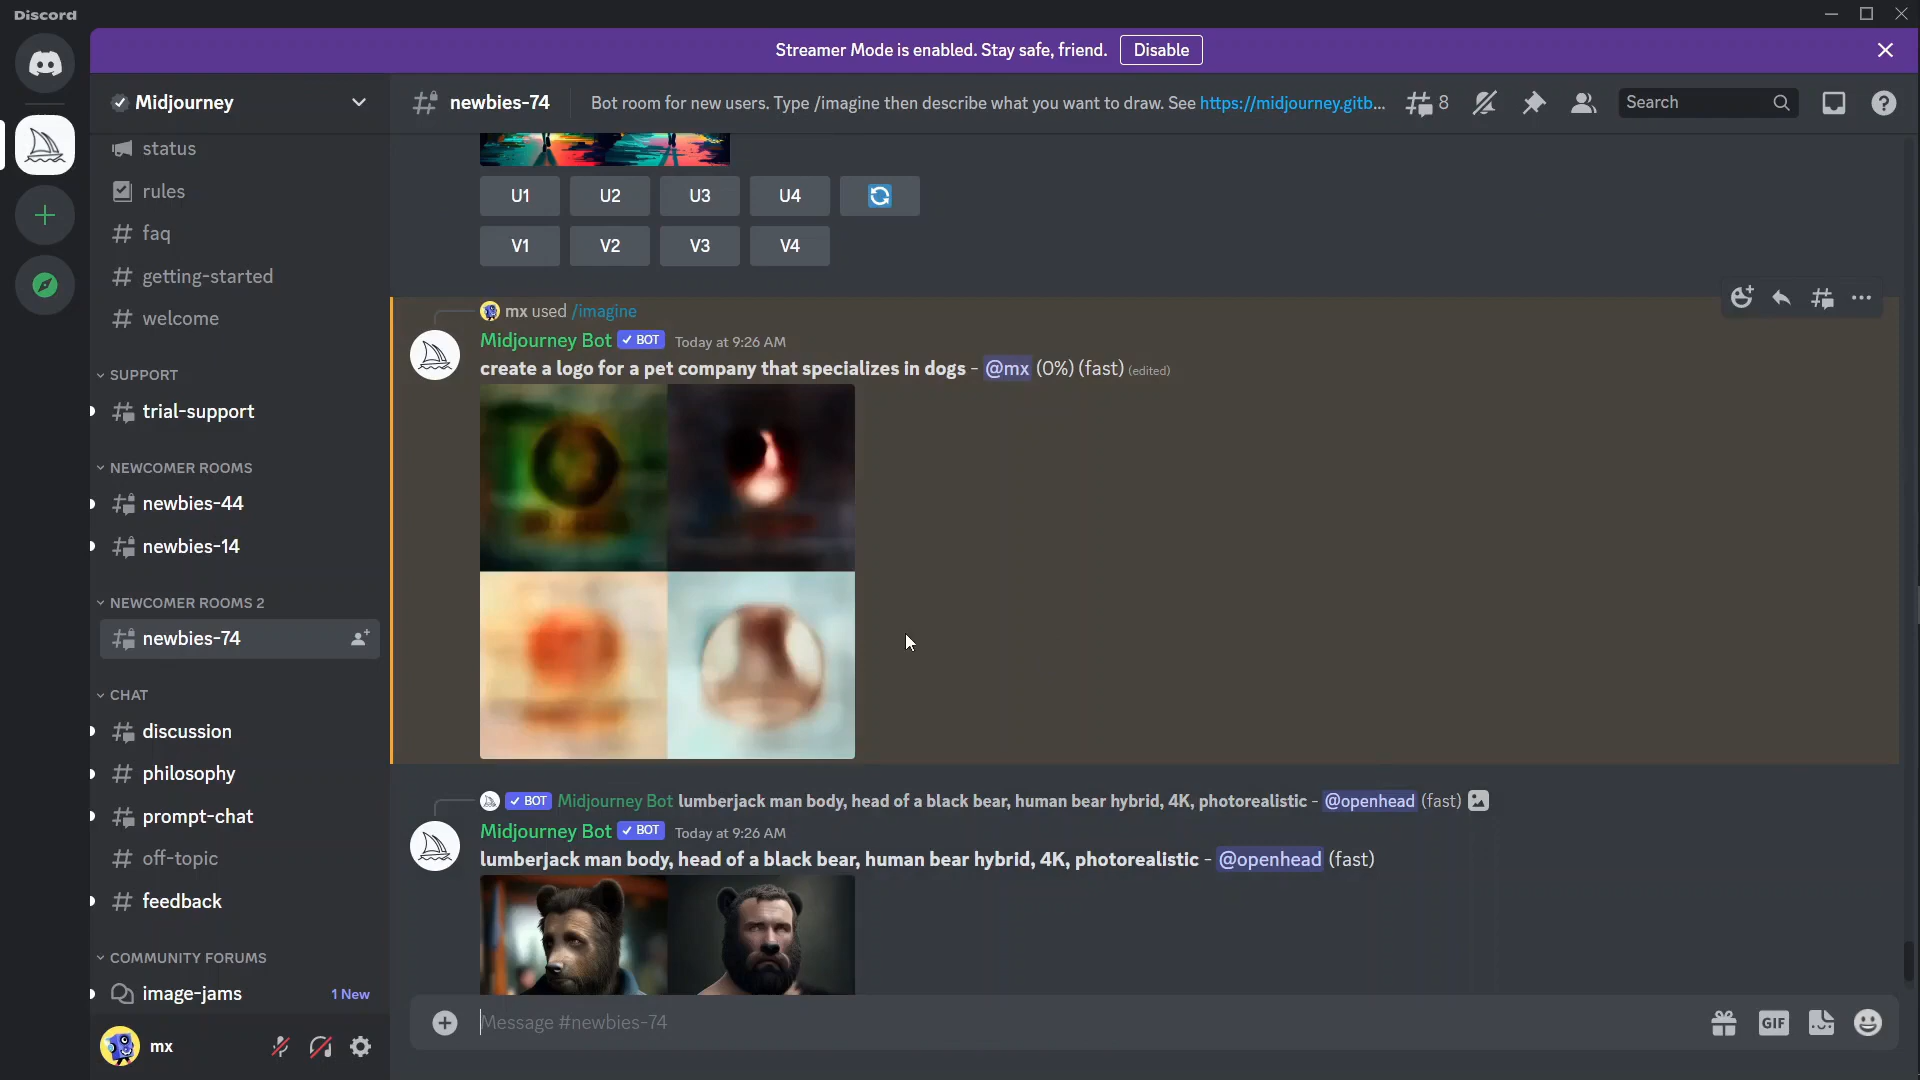 Discord
Streamer Mode is enabled. Stay safe, friend. Disable
Midjourney
newbies-74 Bot room for new users. Type /imagine then describe what you want to draw. See https://midjourney.gitb... 8 Search
status
rules
faq
getting-started
welcome
SUPPORT
trial-support
NEWCOMER ROOMS
newbies-44
newbies-14
NEWCOMER ROOMS 2
newbies-74
CHAT
discussion
philosophy
prompt-chat
off-topic
feedback
COMMUNITY FORUMS
image-jams 1 New
mx
U1 U2 U3 U4
V1 V2 V3 V4
mx used /imagine
Midjourney Bot BOT Today at 9:26 AM
create a logo for a pet company that specializes in dogs - @mx (0%) (fast) (edited)
BOT Midjourney Bot lumberjack man body, head of a black bear, human bear hybrid, 4K, photorealistic - @openhead (fast)
Midjourney Bot BOT Today at 9:26 AM
lumberjack man body, head of a black bear, human bear hybrid, 4K, photorealistic - @openhead (fast)
Message #newbies-74
GIF